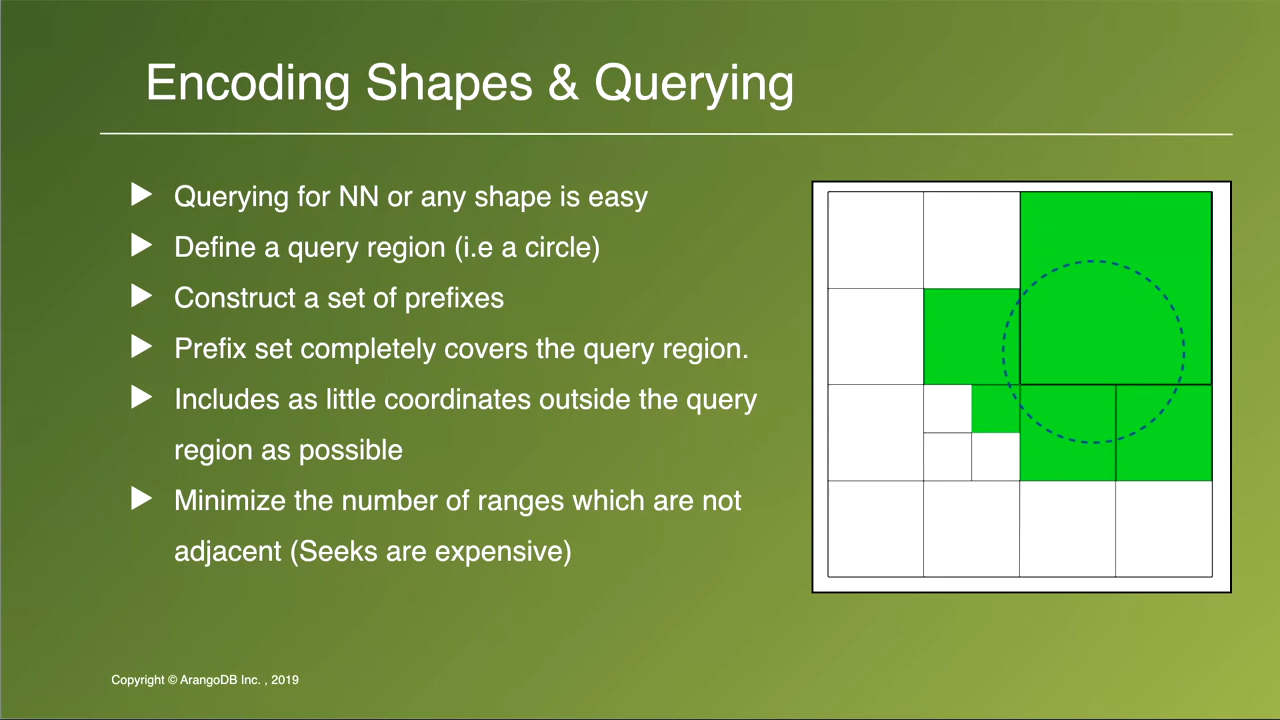 Encoding Shapes & Querying
▶ Querying for NN or any shape is easy
▶ Define a query region (i.e a circle)
▶ Construct a set of prefixes
▶ Prefix set completely covers the query region.
▶ Includes as little coordinates outside the query
region as possible
▶ Minimize the number of ranges which are not
adjacent (Seeks are expensive)
Copyright © ArangoDB Inc. , 2019